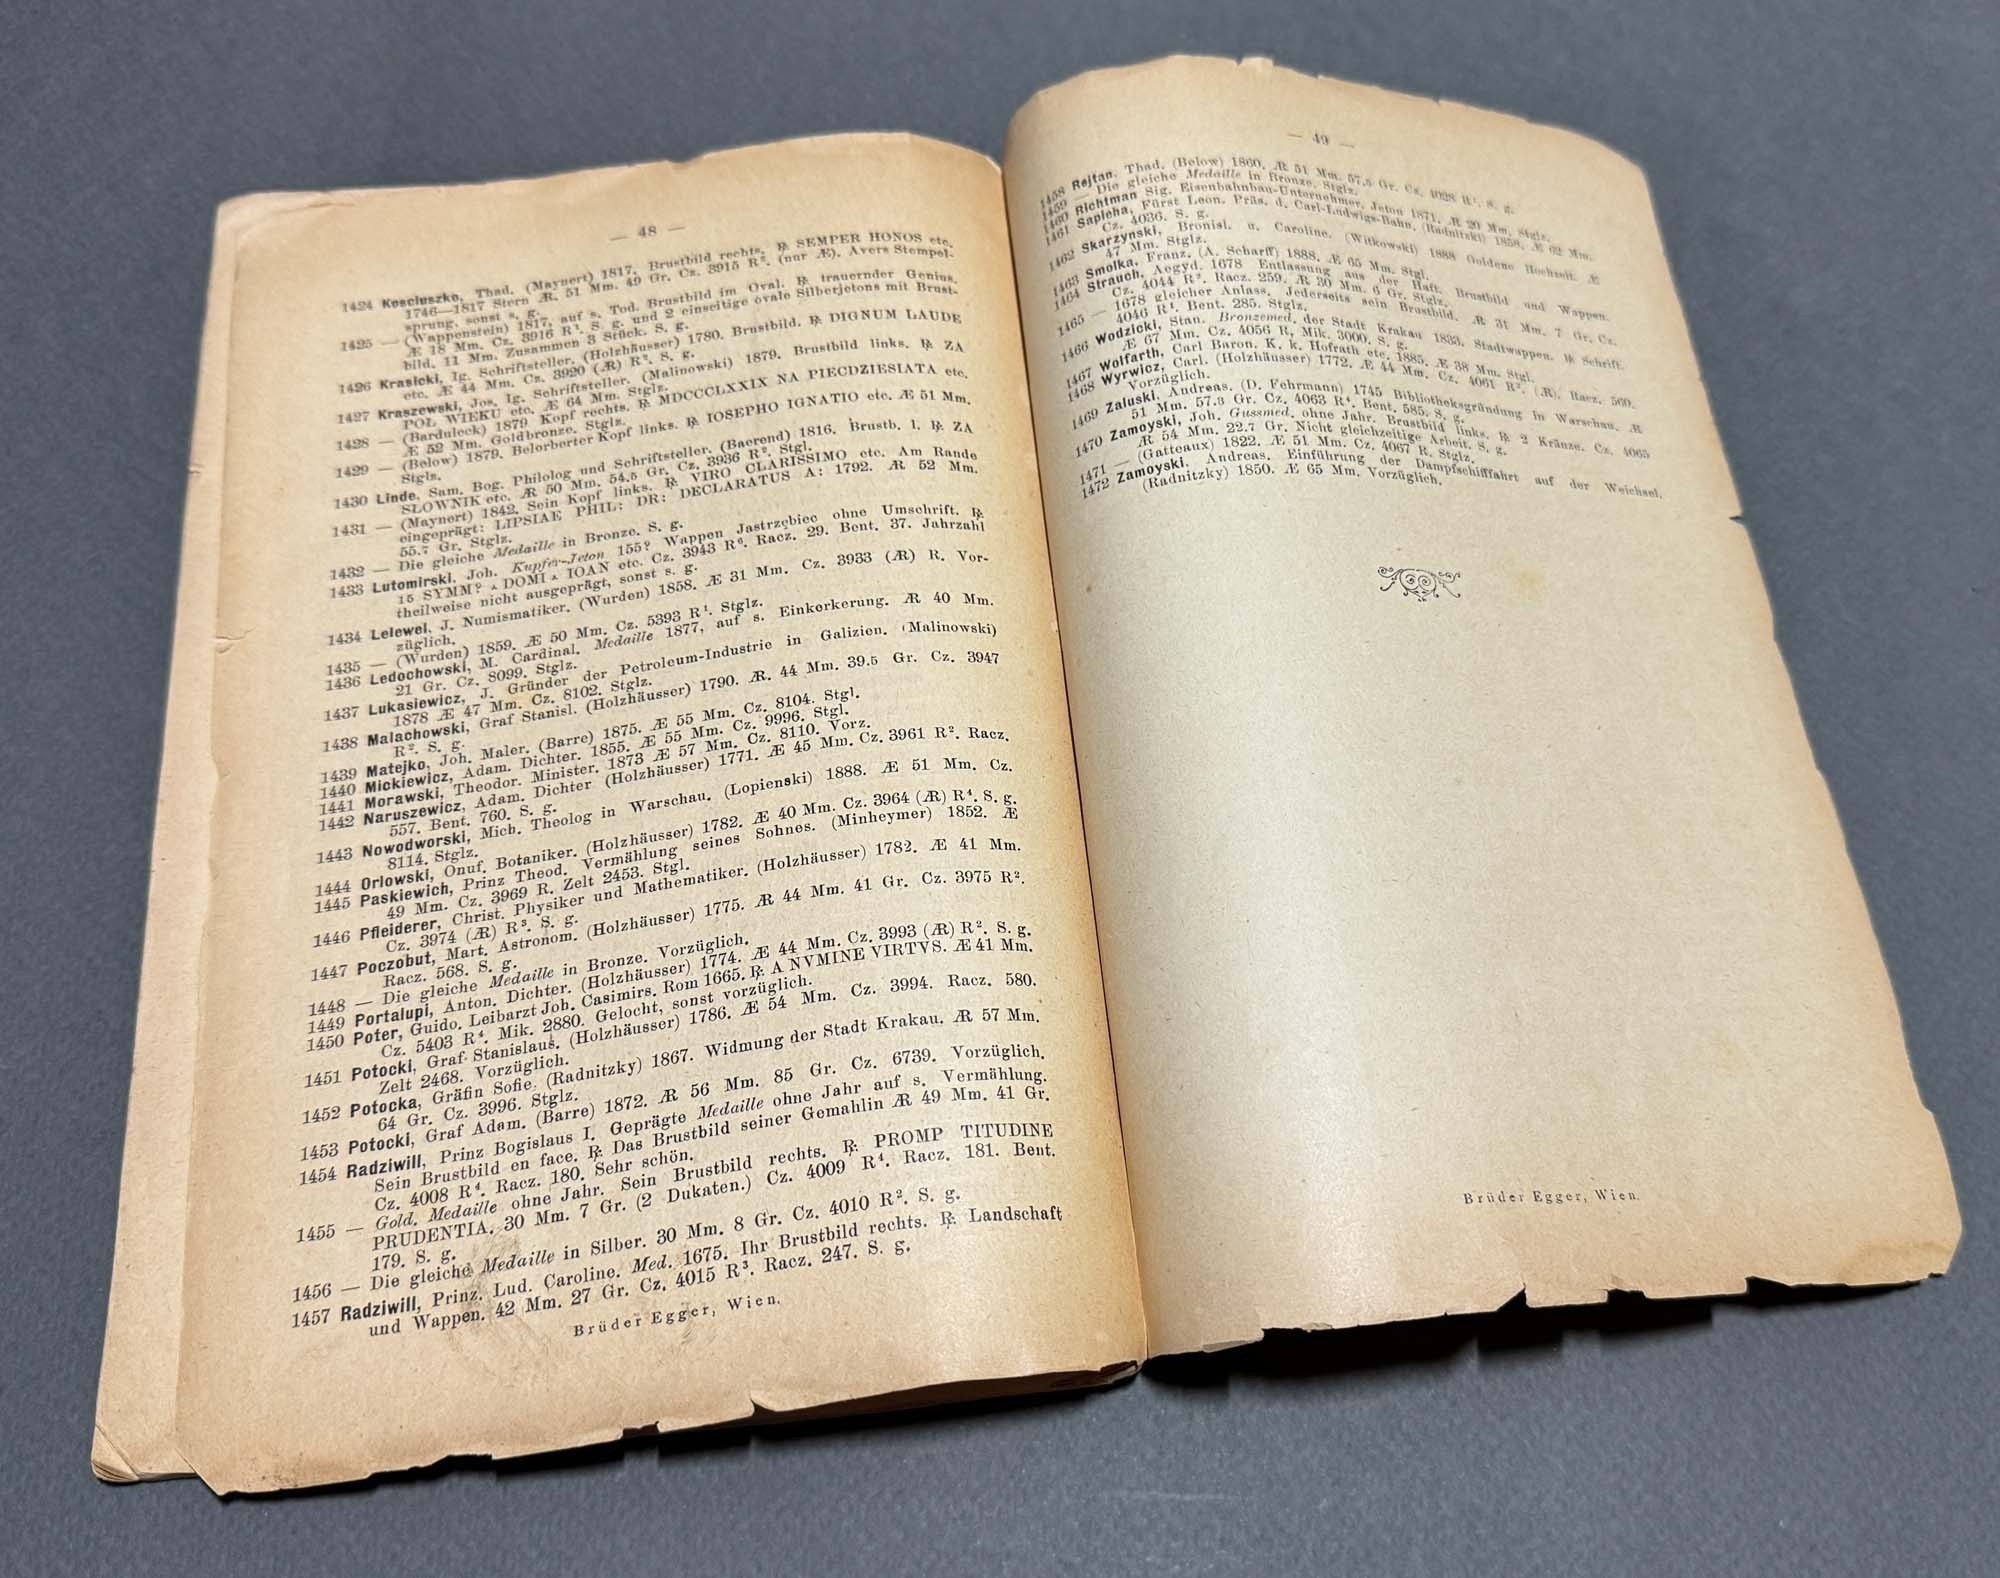 — 48 —
1424 Kosciuszko, Thad. (Maynert) 1817. Brustbild rechts. ℞ SEMPER HONOS etc.
1746—1817 Stern Æ. 51 Mm. 49 Gr. Cz. 3915 R². (nur Æ). Avers Stempel-
sprung, sonst s. g.
1425 — (Wappenstein) 1817, auf s. Tod. Brustbild im Oval. ℞ trauernder Genius.
Æ 18 Mm. Cz. 3916 R¹. S. g. und 2 einseitige ovale Silberjetons mit Brust-
bild. 11 Mm. Zusammen 3 Stück. S. g.
1426 Krasicki, Ig. Schriftsteller. (Holzhäusser) 1780. Brustbild. ℞ DIGNUM LAUDE
etc. Æ 44 Mm. Cz. 3920 (Æ) R². S. g.
1427 Kraszewski, Jos. Ig. Schriftsteller. (Malinowski) 1879. Brustbild links. ℞ ZA
POŁ WIEKU etc. Æ 64 Mm. Stglz.
1428 — (Barduleck) 1879 Kopf rechts. ℞ MDCCCLXXIX NA PIECDZIESIATA etc.
Æ 52 Mm. Goldbronze. Stglz.
1429 — (Below) 1879. Belorberter Kopf links. ℞ IOSEPHO IGNATIO etc. Æ 51 Mm.
Stglz.
1430 Linde, Sam. Bog. Philolog und Schriftsteller. (Baerend) 1816. Brustb. l. ℞ ZA
SŁOWNIK etc. Æ 50 Mm. 54.5 Gr. Cz. 3936 R². Stgl.
1431 — (Maynert) 1842. Sein Kopf links. ℞ VIRO CLARISSIMO etc. Am Rande
eingeprägt: LIPSIAE PHIL: DR: DECLARATUS A: 1792. Æ 52 Mm.
55.7 Gr. Stglz.
1432 — Die gleiche Medaille in Bronze. S. g.
1433 Lutomirski, Joh. Kupfer-Jeton 155? Wappen Jastrzębiec ohne Umschrift. ℞
15 SYMM? ▴ DOMI ▴ IOAN etc. Cz. 3943 R⁶. Racz. 29. Bent. 37. Jahrzahl
theilweise nicht ausgeprägt, sonst s. g.
1434 Lelewel, J. Numismatiker. (Wurden) 1858. Æ 31 Mm. Cz. 3933 (Æ) R. Vor-
züglich.
1435 — (Wurden) 1859. Æ 50 Mm. Cz. 5393 R¹. Stglz.
1436 Ledochowski, M. Cardinal. Medaille 1877, auf s. Einkerkerung. Æ 40 Mm.
21 Gr. Cz. 8099. Stglz.
1437 Lukasiewicz, J. Gründer der Petroleum-Industrie in Galizien. (Malinowski)
1878 Æ 47 Mm. Cz. 8102. Stglz.
1438 Malachowski, Graf Stanisl. (Holzhäusser) 1790. Æ. 44 Mm. 39.5 Gr. Cz. 3947
R². S. g.
1439 Matejko, Joh. Maler. (Barre) 1875. Æ 55 Mm. Cz. 8104. Stgl.
1440 Mickiewicz, Adam. Dichter. 1855. Æ 55 Mm. Cz. 9996. Stgl.
1441 Morawski, Theodor. Minister. 1873 Æ 57 Mm. Cz. 8110. Vorz.
1442 Naruszewicz, Adam. Dichter (Holzhäusser) 1771. Æ 45 Mm. Cz. 3961 R². Racz.
557. Bent. 760. S. g.
1443 Nowodworski, Mich. Theolog in Warschau. (Lopienski) 1888. Æ 51 Mm. Cz.
8114. Stglz.
1444 Orlowski, Onuf. Botaniker. (Holzhäusser) 1782. Æ 40 Mm. Cz. 3964 (Æ) R⁴. S. g.
1445 Paskiewich, Prinz Theod. Vermählung seines Sohnes. (Minheymer) 1852. Æ
49 Mm. Cz. 3969 R. Zelt 2453. Stgl.
1446 Pfleiderer, Christ. Physiker und Mathematiker. (Holzhäusser) 1782. Æ 41 Mm.
Cz. 3974 (Æ) R³. S. g.
1447 Poczobut, Mart. Astronom. (Holzhäusser) 1775. Æ 44 Mm. 41 Gr. Cz. 3975 R².
Racz. 568. S. g.
1448 — Die gleiche Medaille in Bronze. Vorzüglich.
1449 Portalupi, Anton. Dichter. (Holzhäusser) 1774. Æ 44 Mm. Cz. 3993 (Æ) R². S. g.
1450 Poter, Guido. Leibarzt Joh. Casimirs. Rom 1665. ℞ A NVMINE VIRTVS. Æ 41 Mm.
Cz. 5403 R⁴. Mik. 2880. Gelocht, sonst vorzüglich.
1451 Potocki, Graf Stanislaus. (Holzhäusser) 1786. Æ 54 Mm. Cz. 3994. Racz. 580.
Zelt 2468. Vorzüglich.
1452 Potocka, Gräfin Sofie. (Radnitzky) 1867. Widmung der Stadt Krakau. Æ 57 Mm.
64 Gr. Cz. 3996. Stglz.
1453 Potocki, Graf Adam. (Barre) 1872. Æ 56 Mm. 85 Gr. Cz. 6739. Vorzüglich.
1454 Radziwill, Prinz Bogislaus I. Geprägte Medaille ohne Jahr auf s. Vermählung.
Sein Brustbild en face. ℞ Das Brustbild seiner Gemahlin Æ 49 Mm. 41 Gr.
Cz. 4008 R⁴. Racz. 180. Sehr schön.
1455 — Gold. Medaille ohne Jahr. Sein Brustbild rechts. ℞ PROMP TITUDINE
PRUDENTIA. 30 Mm. 7 Gr. (2 Dukaten.) Cz. 4009 R⁴. Racz. 181. Bent.
179. S. g.
1456 — Die gleiche Medaille in Silber. 30 Mm. 8 Gr. Cz. 4010 R². S. g.
1457 Radziwill, Prinz. Lud. Caroline. Med. 1675. Ihr Brustbild rechts. ℞ Landschaft
und Wappen. 42 Mm. 27 Gr. Cz. 4015 R³. Racz. 247. S. g.
Brüder Egger, Wien.
— 49 —
1458 Rejtan, Thad. (Below) 1860. Æ 51 Mm. 57.5 Gr. Cz. 4028 R¹. S. g.
1459 Die gleiche Medaille in Bronze. Stglz.
1460 Richtman Sig. Eisenbahnbau-Unternehmer. Jeton 1871. Æ 20 Mm. Stglz.
1461 Sapieha, Fürst Leon. Präs. d. Carl-Ludwigs-Bahn. (Radnitzki) 1858. Æ 62 Mm.
Cz. 4036. S. g.
1462 Skarzynski, Bronisl. u. Caroline. (Witkowski) 1888 Goldene Hochzeit. Æ
47 Mm. Stglz.
1463 Smolka, Franz. (A. Scharff) 1888. Æ 65 Mm. Stgl.
1464 Strauch, Aegyd. 1678 Entlassung aus der Haft. Brustbild und Wappen.
Cz. 4044 R². Racz. 259. Æ 30 Mm. 6 Gr. Stglz.
1465 — 1678 gleicher Anlass. Jederseits sein Brustbild. Æ 31 Mm. 7 Gr. Cz.
4046 R⁴. Bent. 285. Stglz.
1466 Wodzicki, Stan. Bronzemed. der Stadt Krakau 1833. Stadtwappen. ℞ Schrift.
Æ 67 Mm. Cz. 4056 R. Mik. 3000. S. g.
1467 Wolfarth, Carl Baron. K. k. Hofrath etc. 1885. Æ 38 Mm. Stgl.
1468 Wyrwicz, Carl. (Holzhäusser) 1772. Æ 44 Mm. Cz. 4061 R². (Æ). Racz. 560.
Vorzüglich.
1469 Zaluski, Andreas. (D. Fehrmann) 1745 Bibliotheksgründung in Warschau. Æ
51 Mm. 57.3 Gr. Cz. 4063 R⁴. Bent. 585. S. g.
1470 Zamoyski, Joh. Gussmed. ohne Jahr. Brustbild links. ℞ 2 Kränze. Cz. 4065
Æ 54 Mm. 22.7 Gr. Nicht gleichzeitige Arbeit. S. g.
1471 — (Gatteaux) 1822. Æ 51 Mm. Cz. 4067 R. Stglz.
1472 Zamoyski, Andreas. Einführung der Dampfschifffahrt auf der Weichsel.
(Radnitzky) 1850. Æ 65 Mm. Vorzüglich.
Brüder Egger, Wien.